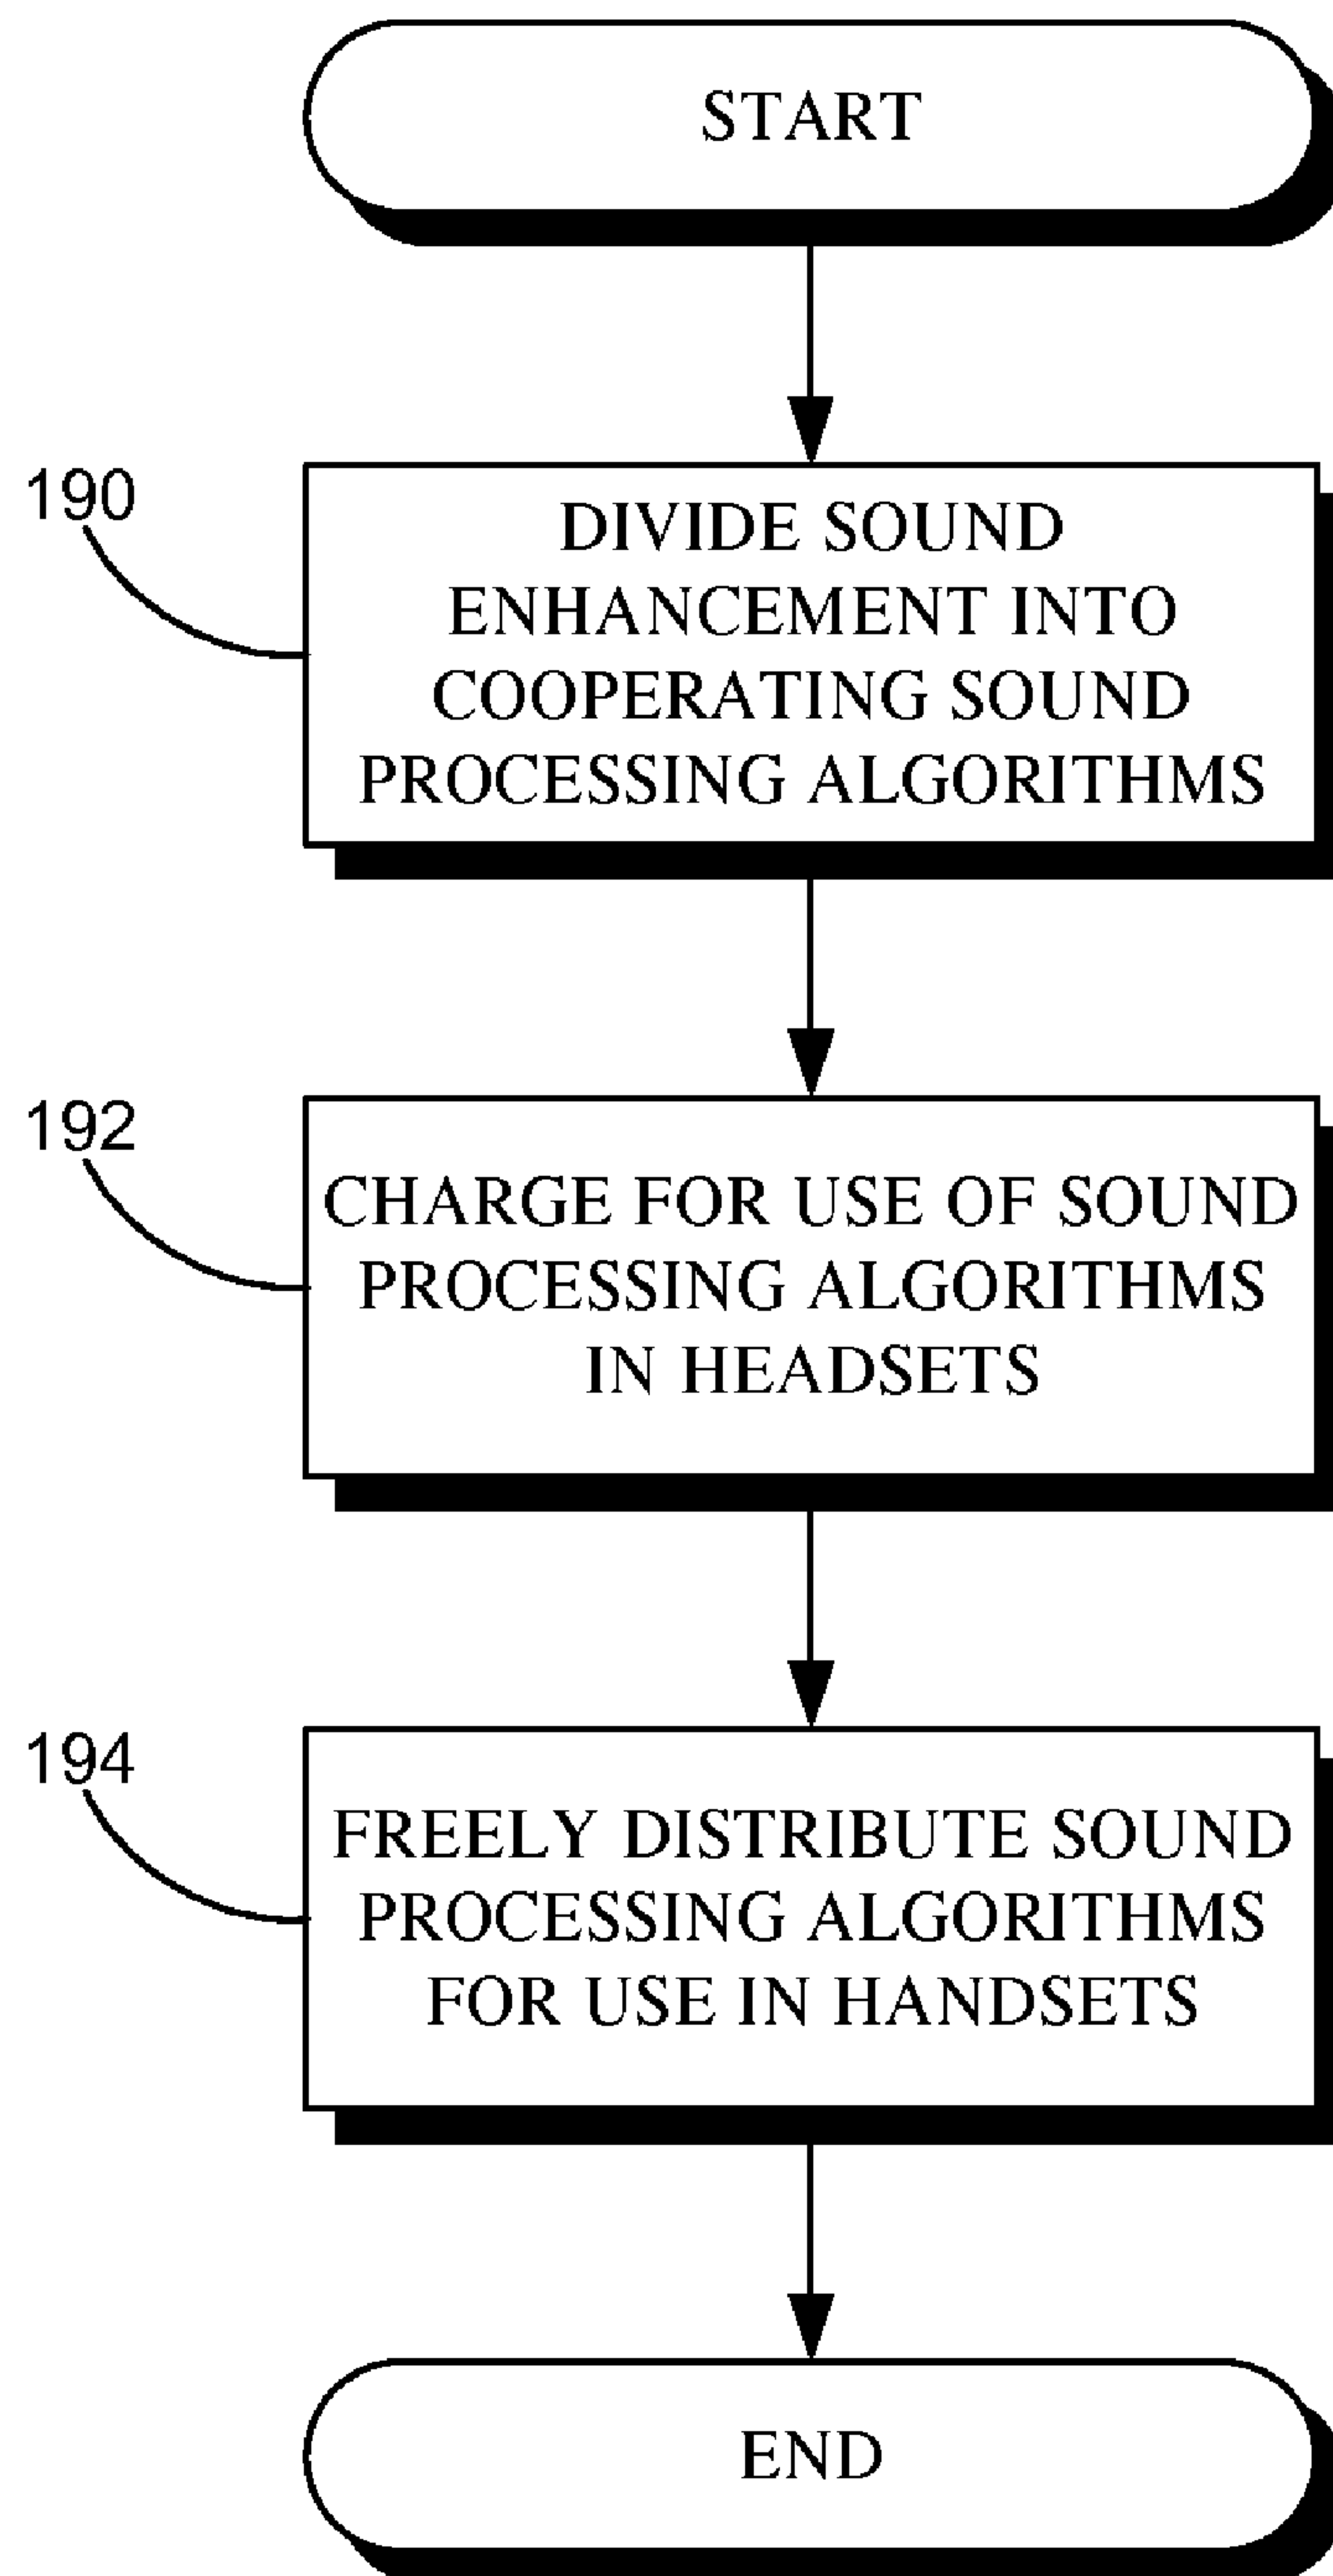 START
190
DIVIDE SOUND
ENHANCEMENT INTO
COOPERATING SOUND
PROCESSING ALGORITHMS
192
CHARGE FOR USE OF SOUND
PROCESSING ALGORITHMS
IN HEADSETS
194
FREELY DISTRIBUTE SOUND
PROCESSING ALGORITHMS
FOR USE IN HANDSETS
END